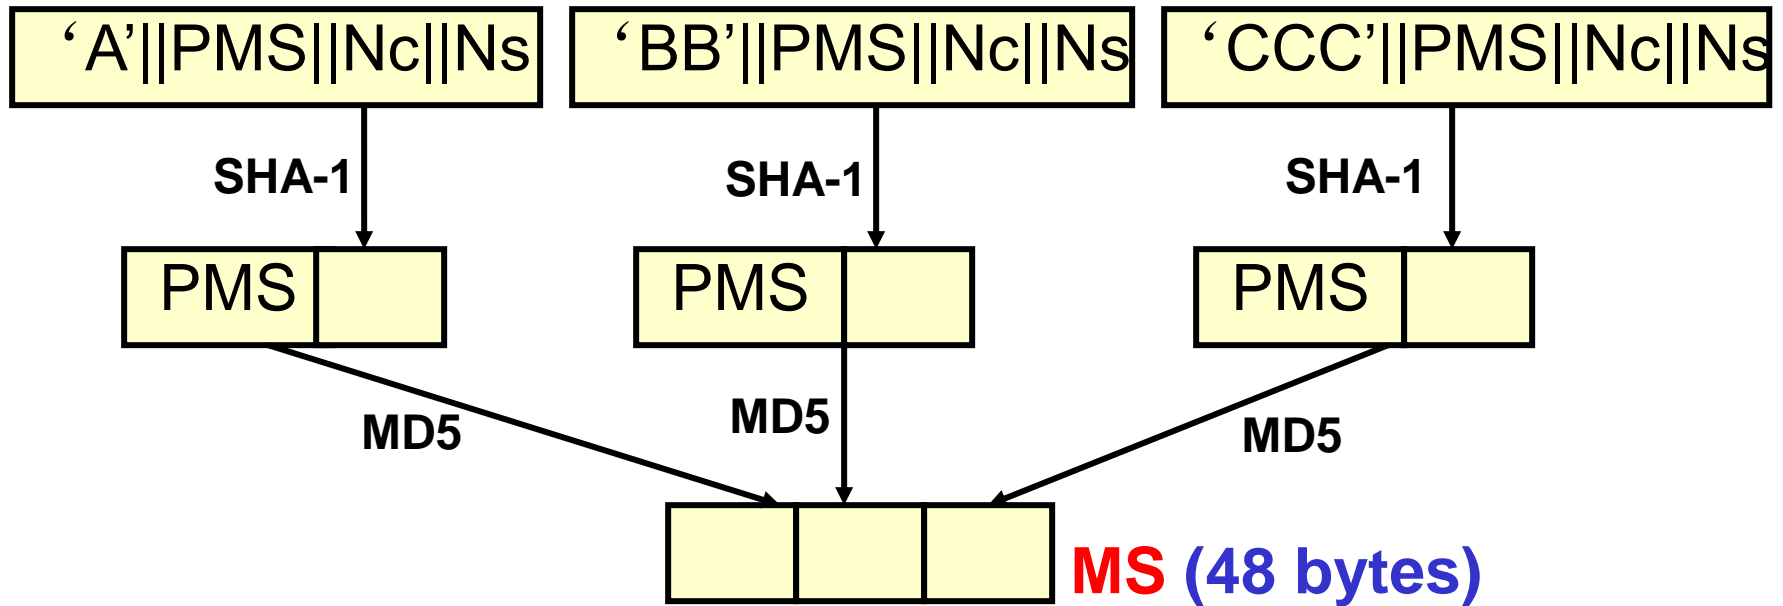 ‘A’||PMS||Nc||Ns
‘BB’||PMS||Nc||Ns
‘CCC’||PMS||Nc||Ns
SHA-1
SHA-1
SHA-1
PMS
PMS
PMS
MD5
MD5
MD5
MS (48 bytes)